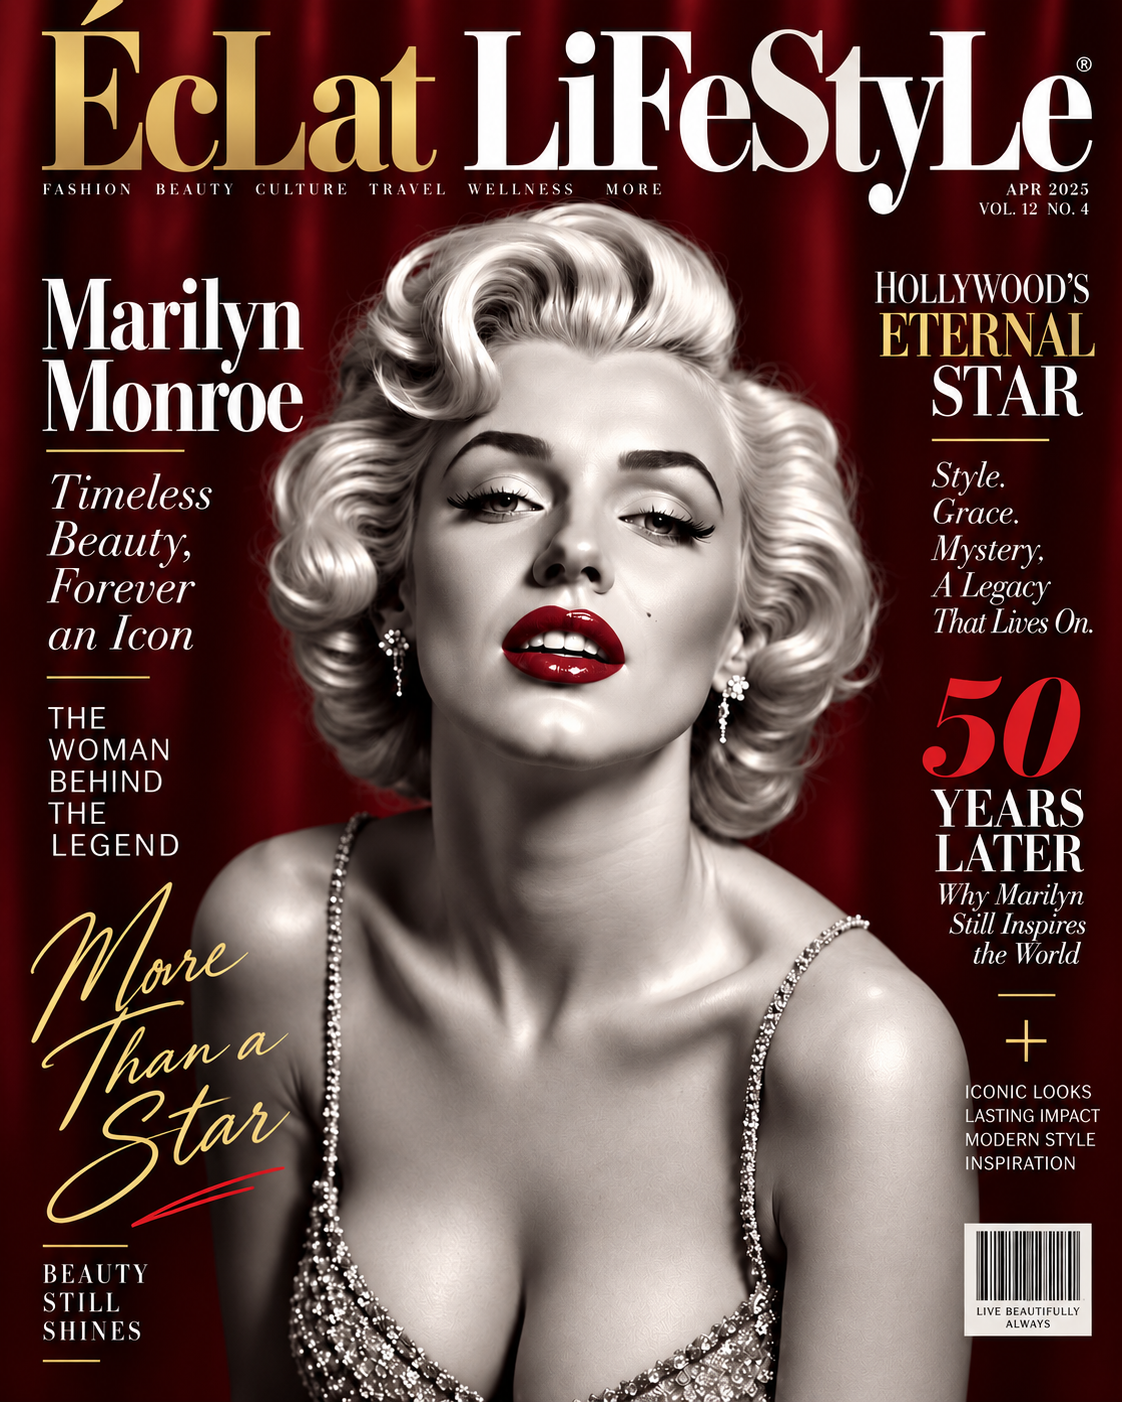 ÉcLat LiFeStyLe®
FASHION BEAUTY CULTURE TRAVEL WELLNESS MORE
APR 2025
VOL. 12 NO. 4
Marilyn
Monroe
Timeless
Beauty,
Forever
an Icon
THE
WOMAN
BEHIND
THE
LEGEND
More
Than a
Star
BEAUTY
STILL
SHINES
HOLLYWOOD'S
ETERNAL
STAR
Style.
Grace.
Mystery,
A Legacy
That Lives On.
50
YEARS
LATER
Why Marilyn
Still Inspires
the World
+
ICONIC LOOKS
LASTING IMPACT
MODERN STYLE
INSPIRATION
LIVE BEAUTIFULLY
ALWAYS